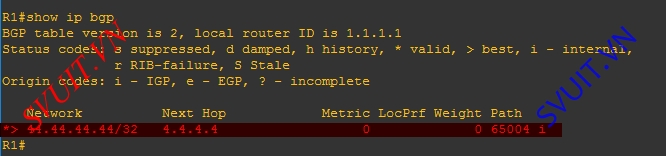 R1#show ip bgp
BGP table version is 2, local router ID is 1.1.1.1
Status codes: s suppressed, d damped, h history, * valid, > best, i - internal,
r RIB-failure, S Stale
Origin codes: i - IGP, e - EGP, ? - incomplete
Network Next Hop Metric LocPrf Weight Path
*> 44.44.44.44/32 4.4.4.4 0 0 65004 i
R1#
SVUIT.VN
SVUIT.VN